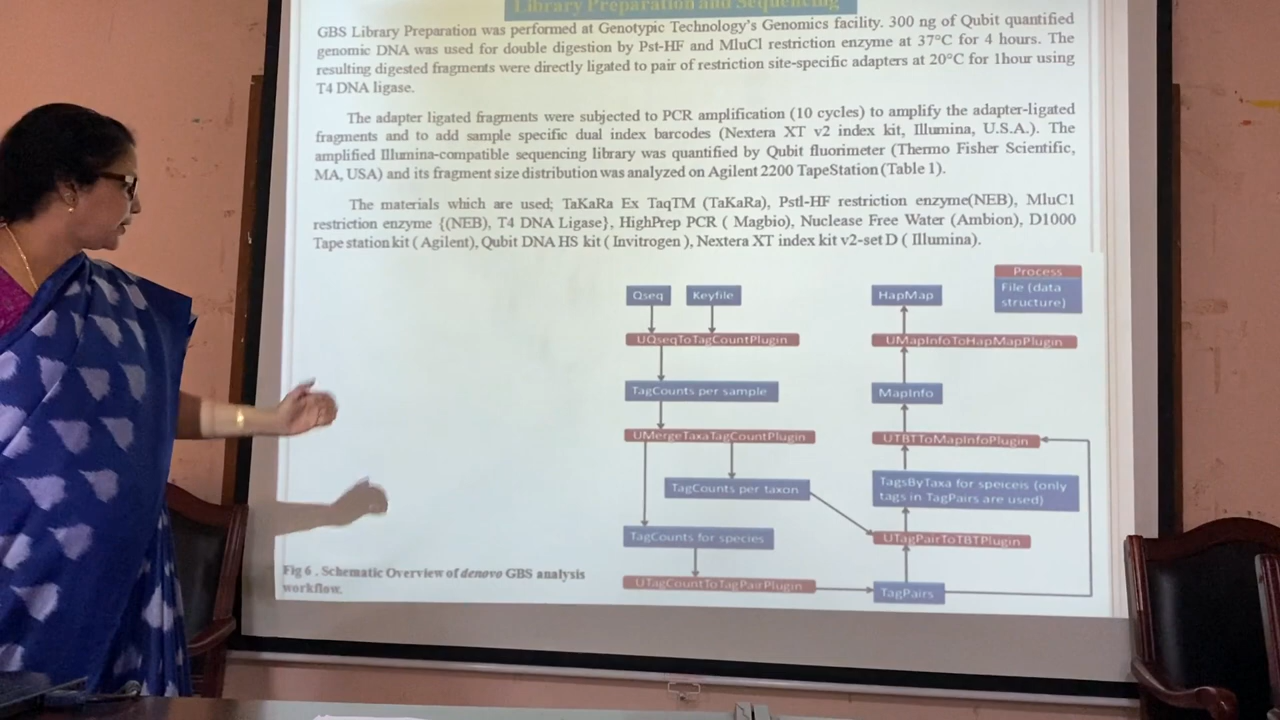 Library Preparation and Sequencing
GBS Library Preparation was performed at Genotypic Technology's Genomics facility. 300 ng of Qubit quantified
genomic DNA was used for double digestion by Pst-HF and MluCl restriction enzyme at 37°C for 4 hours. The
resulting digested fragments were directly ligated to pair of restriction site-specific adapters at 20°C for 1hour using
T4 DNA ligase.
The adapter ligated fragments were subjected to PCR amplification (10 cycles) to amplify the adapter-ligated
fragments and to add sample specific dual index barcodes (Nextera XT v2 index kit, Illumina, U.S.A.). The
amplified Illumina-compatible sequencing library was quantified by Qubit fluorimeter (Thermo Fisher Scientific,
MA, USA) and its fragment size distribution was analyzed on Agilent 2200 TapeStation (Table 1).
The materials which are used; TaKaRa Ex TaqTM (TaKaRa), Pstl-HF restriction enzyme(NEB), MluC1
restriction enzyme {(NEB), T4 DNA Ligase}, HighPrep PCR ( Magbio), Nuclease Free Water (Ambion), D1000
Tape station kit ( Agilent), Qubit DNA HS kit ( Invitrogen ), Nextera XT index kit v2-set D ( Illumina).
Process
File (data
structure)
Qseq
Keyfile
UQseqToTagCountPlugin
TagCounts per sample
UMergeTaxaTagCountPlugin
TagCounts per taxon
TagCounts for species
UTagCountToTagPairPlugin
HapMap
UMapInfoToHapMapPlugin
MapInfo
UTBTToMapInfoPlugin
TagsByTaxa for speiceis (only
tags in TagPairs are used)
UTagPairToTBTPlugin
TagPairs
Fig 6 . Schematic Overview of denovo GBS analysis
workflow.